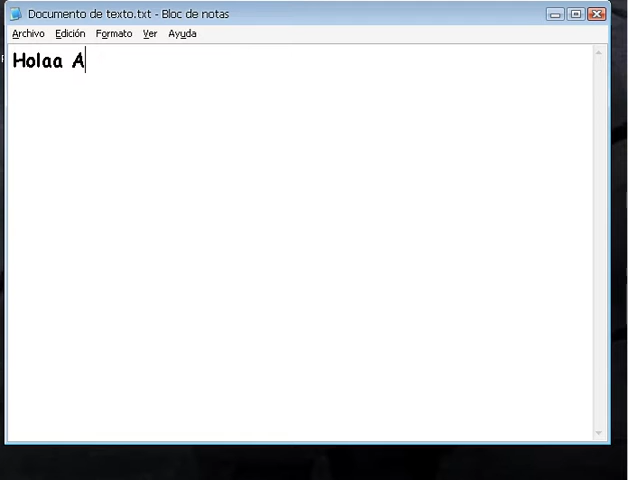 Documento de texto.txt - Bloc de notas
Archivo Edición Formato Ver Ayuda
Holaa A